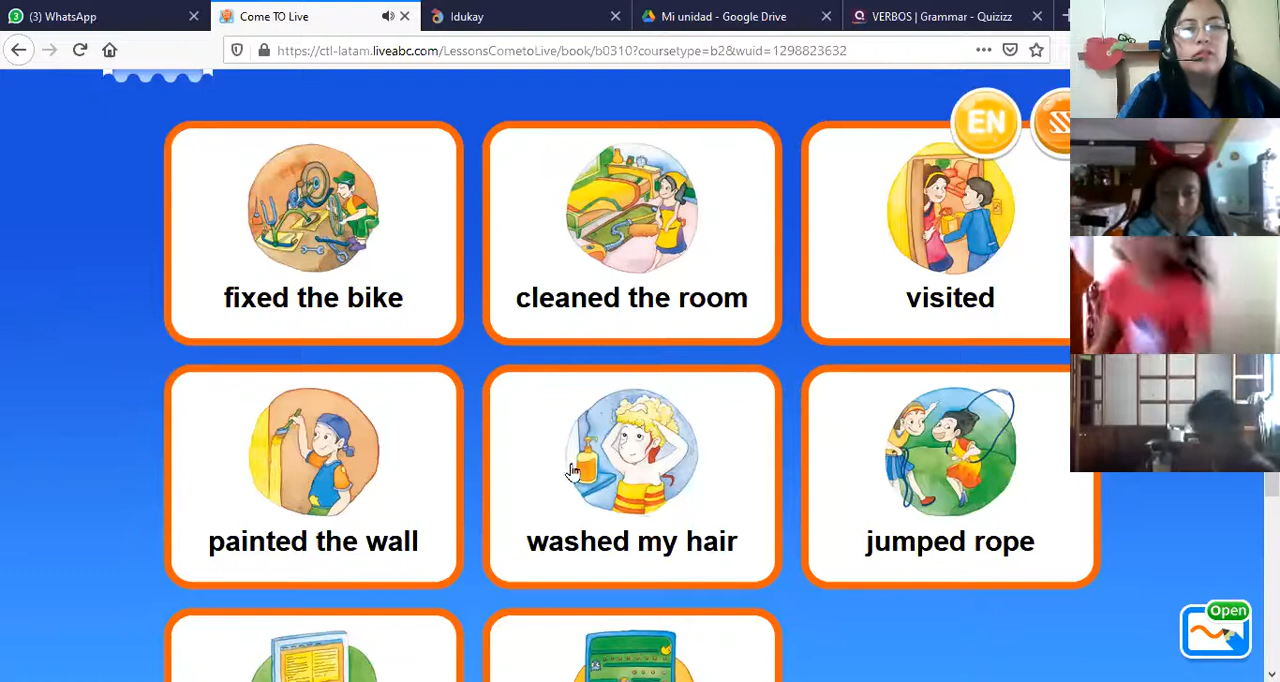 (3) WhatsApp
Come TO Live
Idukay
Mi unidad - Google Drive
VERBOS | Grammar - Quizizz
https://ctl-latam.liveabc.com/LessonsCometoLive/book/b0310?coursetype=b2&wuid=1298823632
EN
fixed the bike
cleaned the room
visited
painted the wall
washed my hair
jumped rope
Open